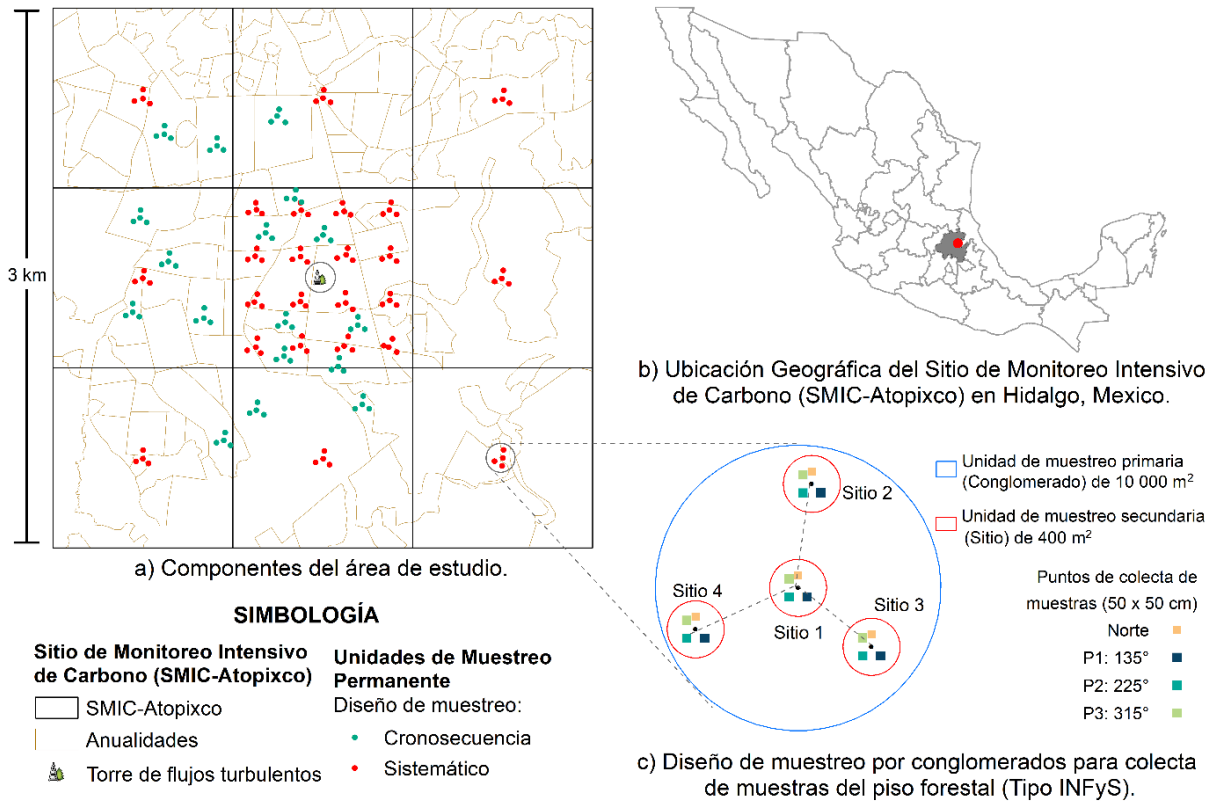 3 km
a) Componentes del área de estudio.
SIMBOLOGÍA
Sitio de Monitoreo Intensivo
de Carbono (SMIC-Atopixco)
SMIC-Atopixco
Anualidades
Torre de flujos turbulentos
Unidades de Muestreo
Permanente
Diseño de muestreo:
Cronosecuencia
Sistemático
b) Ubicación Geográfica del Sitio de Monitoreo Intensivo
de Carbono (SMIC-Atopixco) en Hidalgo, Mexico.
Sitio 2
Sitio 4
Sitio 3
Sitio 1
Unidad de muestreo primaria
(Conglomerado) de 10 000 m²
Unidad de muestreo secundaria
(Sitio) de 400 m²
Puntos de colecta de
muestras (50 x 50 cm)
Norte
P1: 135°
P2: 225°
P3: 315°
c) Diseño de muestreo por conglomerados para colecta
de muestras del piso forestal (Tipo INFyS).